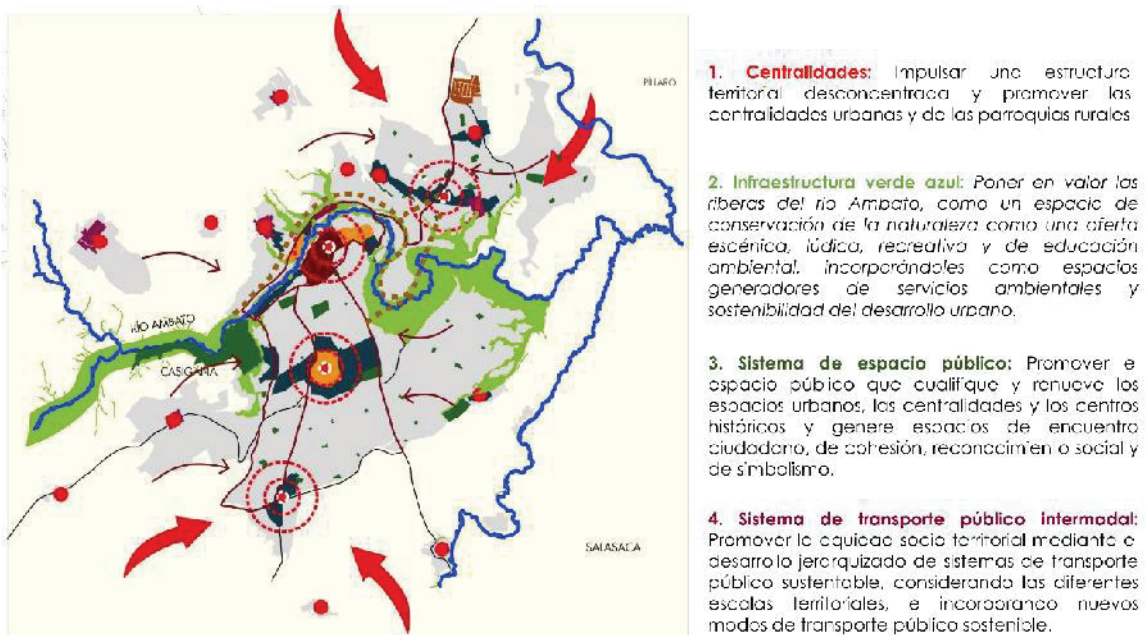 PILLARO
RÍO AMBATO
CASIGANA
SALASACA
1. Centralidades: Impulsar una estructura
territorial desconcentrada y promover las
centralidades urbanas y de las parroquias rurales
2. Infraestructura verde azul: Poner en valor las
riberas del río Ambato, como un espacio de
conservación de la naturaleza como una oferta
escénica, lúdica, recreativa y de educación
ambiental, incorporándoles como espacios
generadores de servicios ambientales y
sostenibilidad del desarrollo urbano.
3. Sistema de espacio público: Promover e
espacio público que cualifique y renueve los
espacios urbanos, las centralidades y los centros
históricos y genere espacios de encuentro
ciudadano, de cohesión, reconocimien o social y
de simbolismo.
4. Sistema de transporte público intermodal:
Promover la equidad socio territorial mediante e
desarrollo jerarquizado de sistemas de transporte
público sustentable, considerando las diferentes
escalas territoriales, e incorporando nuevos
modos de transporte público sostenible.